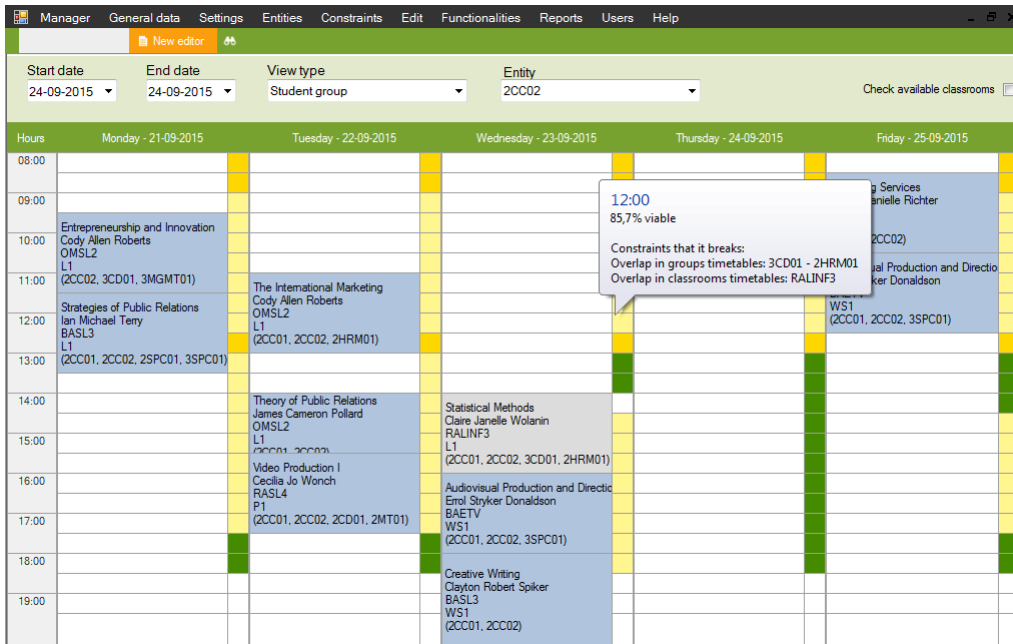 Manager General data Settings Entities Constraints Edit Functionalities Reports Users Help
New editor
Start date End date View type Entity
24-09-2015 24-09-2015 Student group 2CC02 Check available classrooms
Hours Monday - 21-09-2015 Tuesday - 22-09-2015 Wednesday - 23-09-2015 Thursday - 24-09-2015 Friday - 25-09-2015
08:00
09:00
10:00
11:00
12:00
13:00
14:00
15:00
16:00
17:00
18:00
19:00
Entrepreneurship and Innovation
Cody Allen Roberts
OMSL2
L1
(2CC02, 3CD01, 3MGMT01)
Strategies of Public Relations
Ian Michael Terry
BASL3
L1
(2CC01, 2CC02, 2SPC01, 3SPC01)
The International Marketing
Cody Allen Roberts
OMSL2
L1
(2CC01, 2CC02, 2HRM01)
Theory of Public Relations
James Cameron Pollard
OMSL2
L1
(2CC01, 2CC02)
Video Production I
Cecilia Jo Wonch
RASL4
P1
(2CC01, 2CC02, 2CD01, 2MT01)
12:00
85,7% viable
Constraints that it breaks:
Overlap in groups timetables: 3CD01 - 2HRM01
Overlap in classrooms timetables: RALINF3
Statistical Methods
Claire Janelle Wolanin
RALINF3
L1
(2CC01, 2CC02, 3CD01, 2HRM01)
Audiovisual Production and Directic
Errol Stryker Donaldson
BAETV
WS1
(2CC01, 2CC02, 3SPC01)
Creative Writing
Clayton Robert Spiker
BASL3
WS1
(2CC01, 2CC02)
g Services
anielle Richter
2CC02)
ual Production and Directio
ker Donaldson
WS1
(2CC01, 2CC02, 3SPC01)